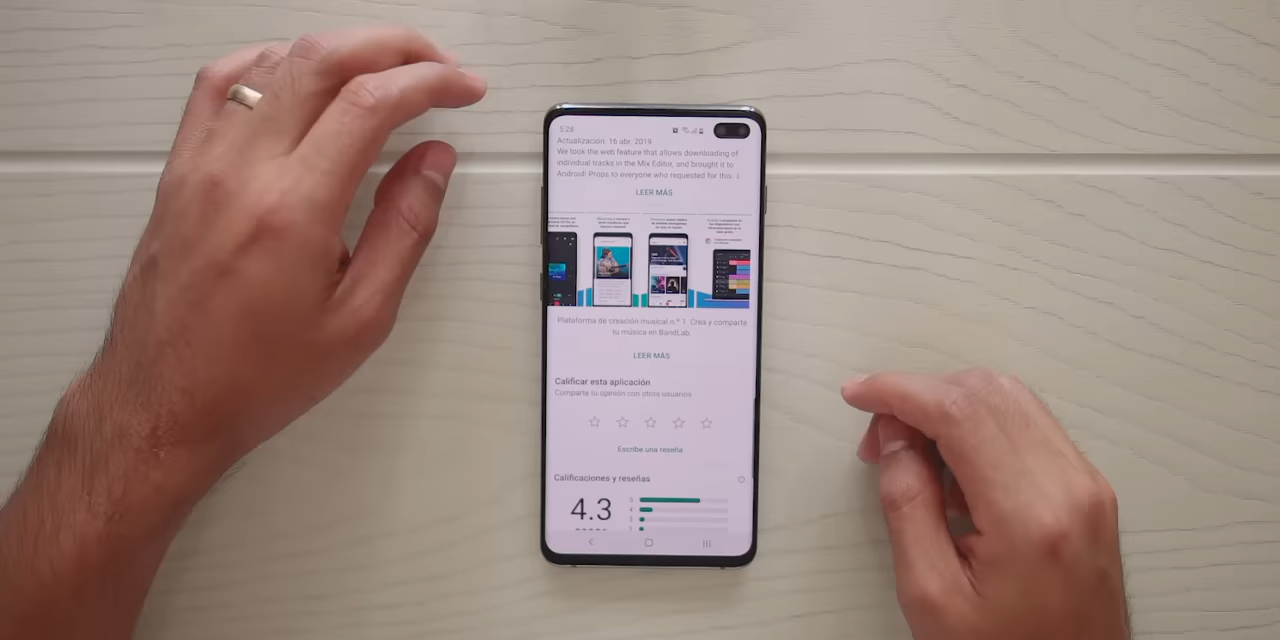 5:28
Actualización: 16 abr. 2019
We took the web feature that allows downloading of
individual tracks in the Mix Editor, and brought it to
Android! Props to everyone who requested for this
LEER MÁS
Plataforma de creación musical n.º 1. Crea y comparte
tu música en BandLab.
LEER MÁS
Calificar esta aplicación
Comparte tu opinión con otros usuarios
Escribe una reseña
Calificaciones y reseñas
4.3
5
4
3